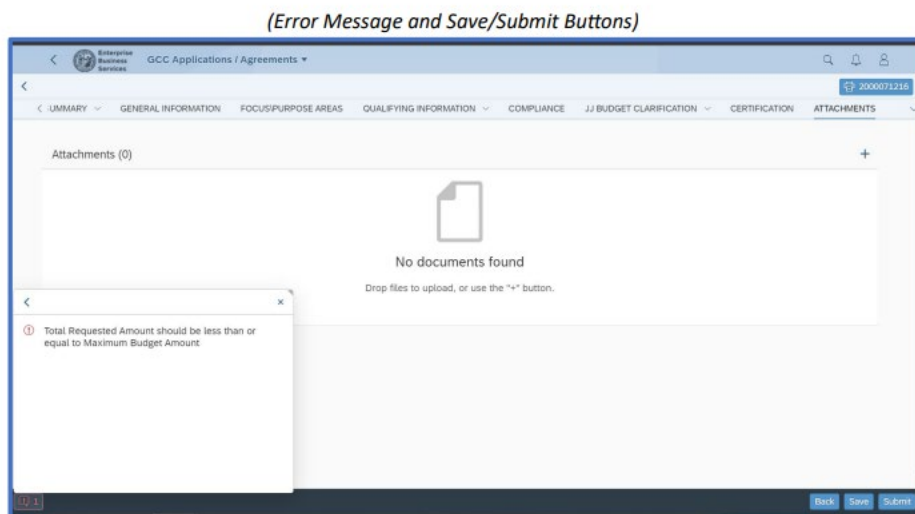 (Error Message and Save/Submit Buttons)
Enterprise
Business
Services
GCC Applications / Agreements
2000071216
UMMARY GENERAL INFORMATION FOCUS\PURPOSE AREAS QUALIFYING INFORMATION COMPLIANCE JJ BUDGET CLARIFICATION CERTIFICATION ATTACHMENTS
Attachments (0)
No documents found
Drop files to upload, or use the "+" button.
Total Requested Amount should be less than or
equal to Maximum Budget Amount
1 Back Save Submit